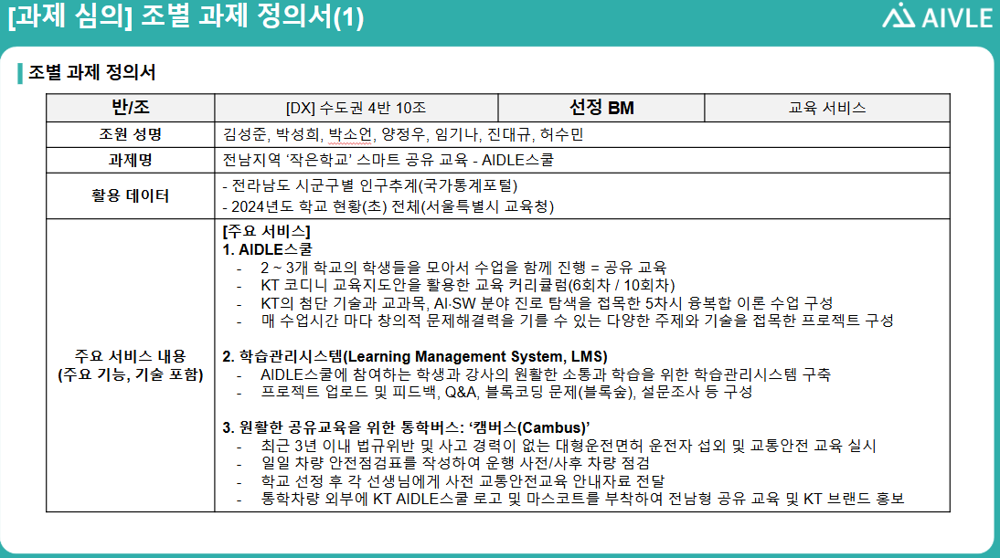 [과제 심의] 조별 과제 정의서(1)
AIVLE
조별 과제 정의서
반/조
[DX] 수도권 4반 10조
선정 BM
교육 서비스
조원 성명
김성준, 박성희, 박소언, 양정우, 임기나, 진대규, 허수민
과제명
전남지역 ‘작은학교’ 스마트 공유 교육 - AIDLE스쿨
활용 데이터
- 전라남도 시군구별 인구추계(국가통계포털)
- 2024년도 학교 현황(초) 전체(서울특별시 교육청)
주요 서비스 내용
(주요 기능, 기술 포함)
[주요 서비스]
1. AIDLE스쿨
- 2 ~ 3개 학교의 학생들을 모아서 수업을 함께 진행 = 공유 교육
- KT 코디니 교육지도안을 활용한 교육 커리큘럼(6회차 / 10회차)
- KT의 첨단 기술과 교과목, AI·SW 분야 진로 탐색을 접목한 5차시 융복합 이론 수업 구성
- 매 수업시간 마다 창의적 문제해결력을 기를 수 있는 다양한 주제와 기술을 접목한 프로젝트 구성
2. 학습관리시스템(Learning Management System, LMS)
- AIDLE스쿨에 참여하는 학생과 강사의 원활한 소통과 학습을 위한 학습관리시스템 구축
- 프로젝트 업로드 및 피드백, Q&A, 블록코딩 문제(블록숲), 설문조사 등 구성
3. 원활한 공유교육을 위한 통학버스: ‘캠버스(Cambus)’
- 최근 3년 이내 법규위반 및 사고 경력이 없는 대형운전면허 운전자 섭외 및 교통안전 교육 실시
- 일일 차량 안전점검표를 작성하여 운행 사전/사후 차량 점검
- 학교 선정 후 각 선생님에게 사전 교통안전교육 안내자료 전달
- 통학차량 외부에 KT AIDLE스쿨 로고 및 마스코트를 부착하여 전남형 공유 교육 및 KT 브랜드 홍보